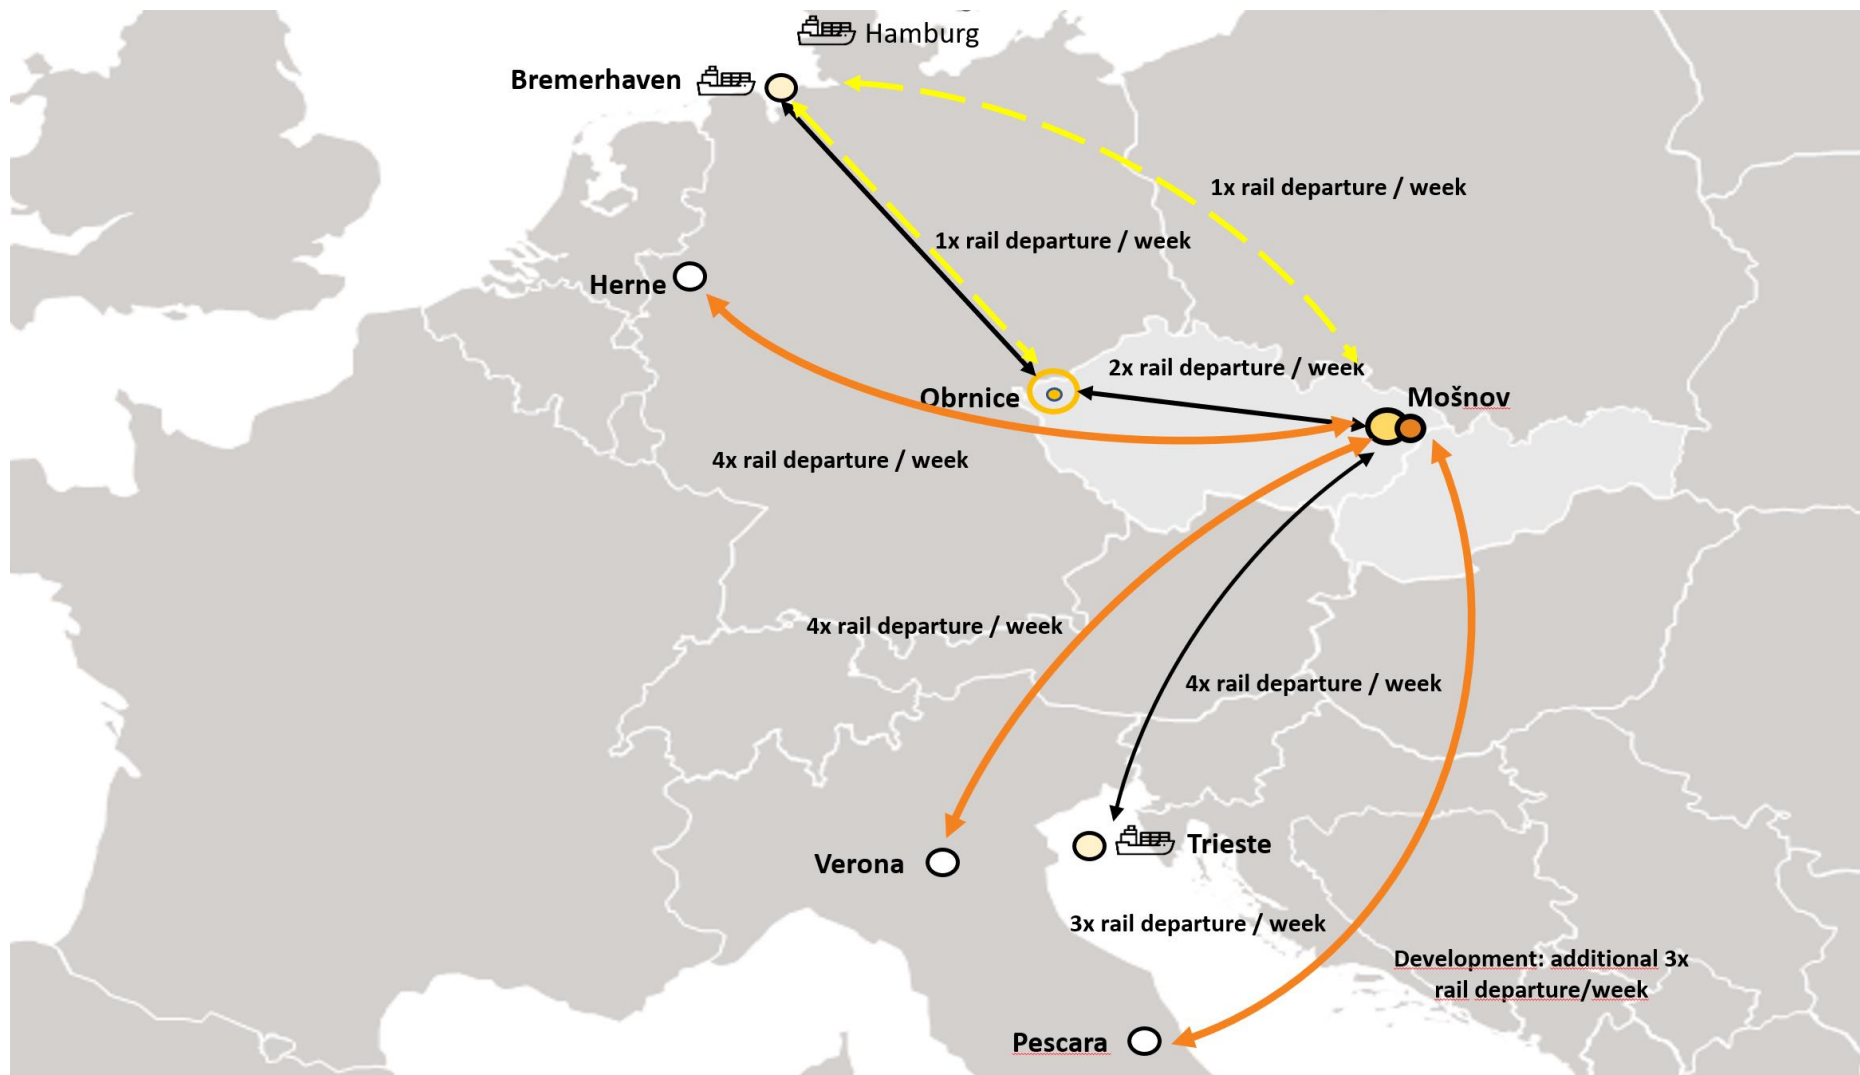 Hamburg
Bremerhaven
1x rail departure / week
1x rail departure / week
Herne
2x rail departure / week
Obrnice
Mošnov
4x rail departure / week
4x rail departure / week
4x rail departure / week
Trieste
Verona
3x rail departure / week
Development: additional 3x
rail departure/week
Pescara